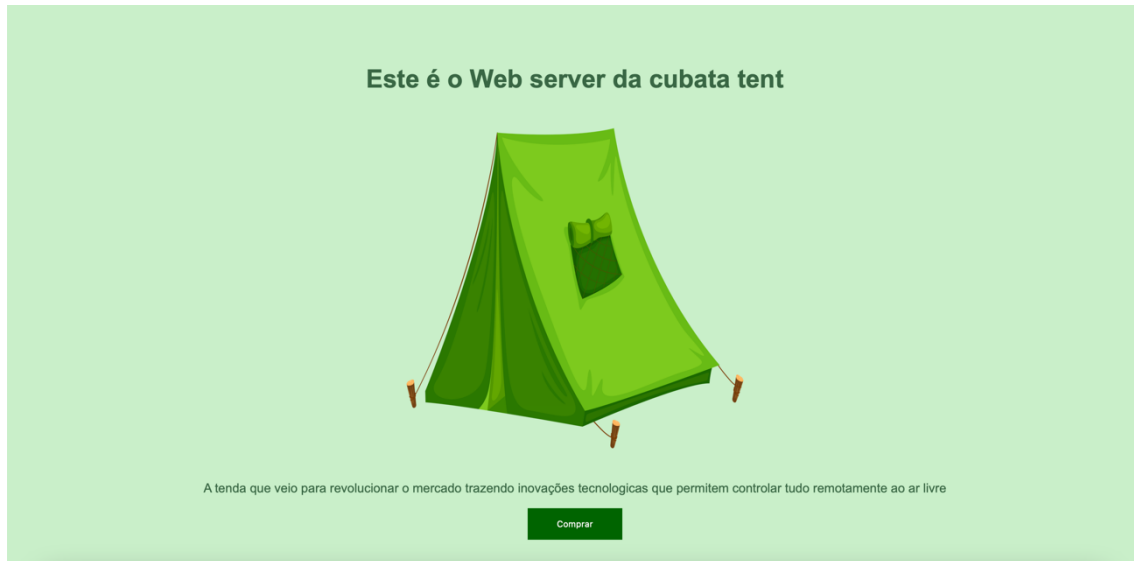 Este é o Web server da cubata tent
A tenda que veio para revolucionar o mercado trazendo inovações tecnologicas que permitem controlar tudo remotamente ao ar livre
Comprar